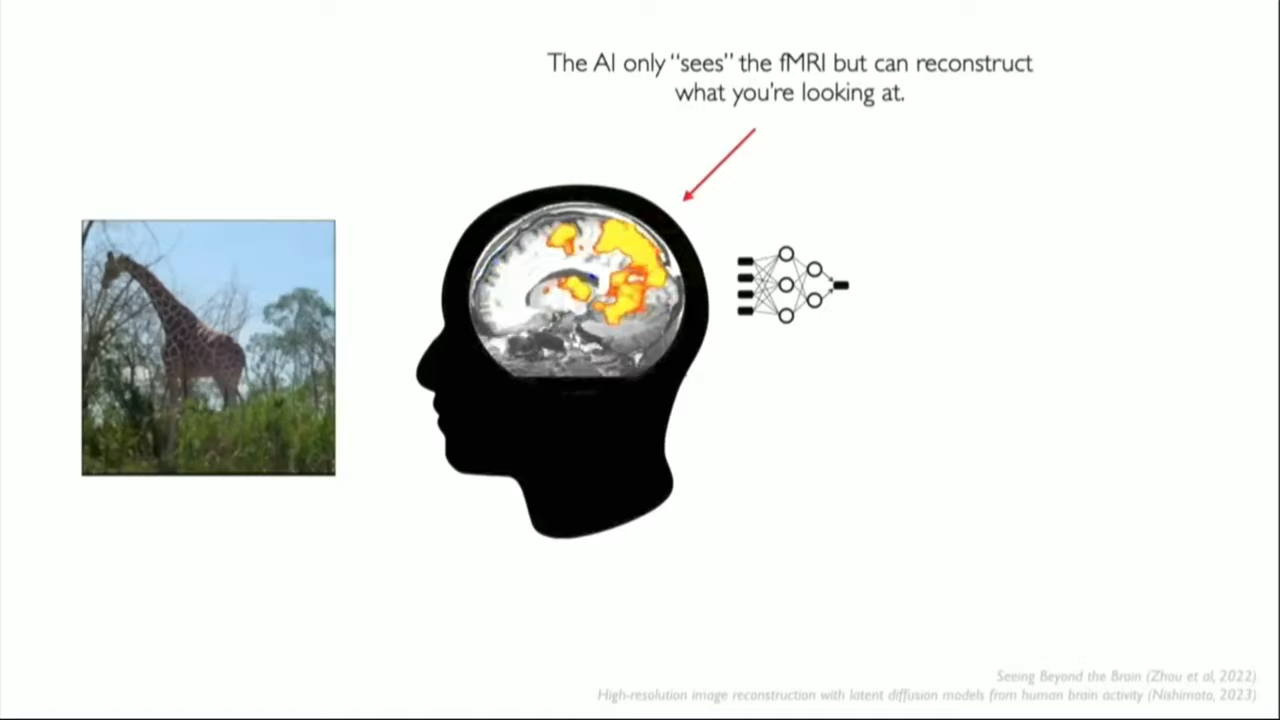 The AI only "sees" the fMRI but can reconstruct
what you're looking at.
Seeing Beyond the Brain (Zhou et al, 2022)
High-resolution image reconstruction with latent diffusion models from human brain activity (Nishimoto, 2023)